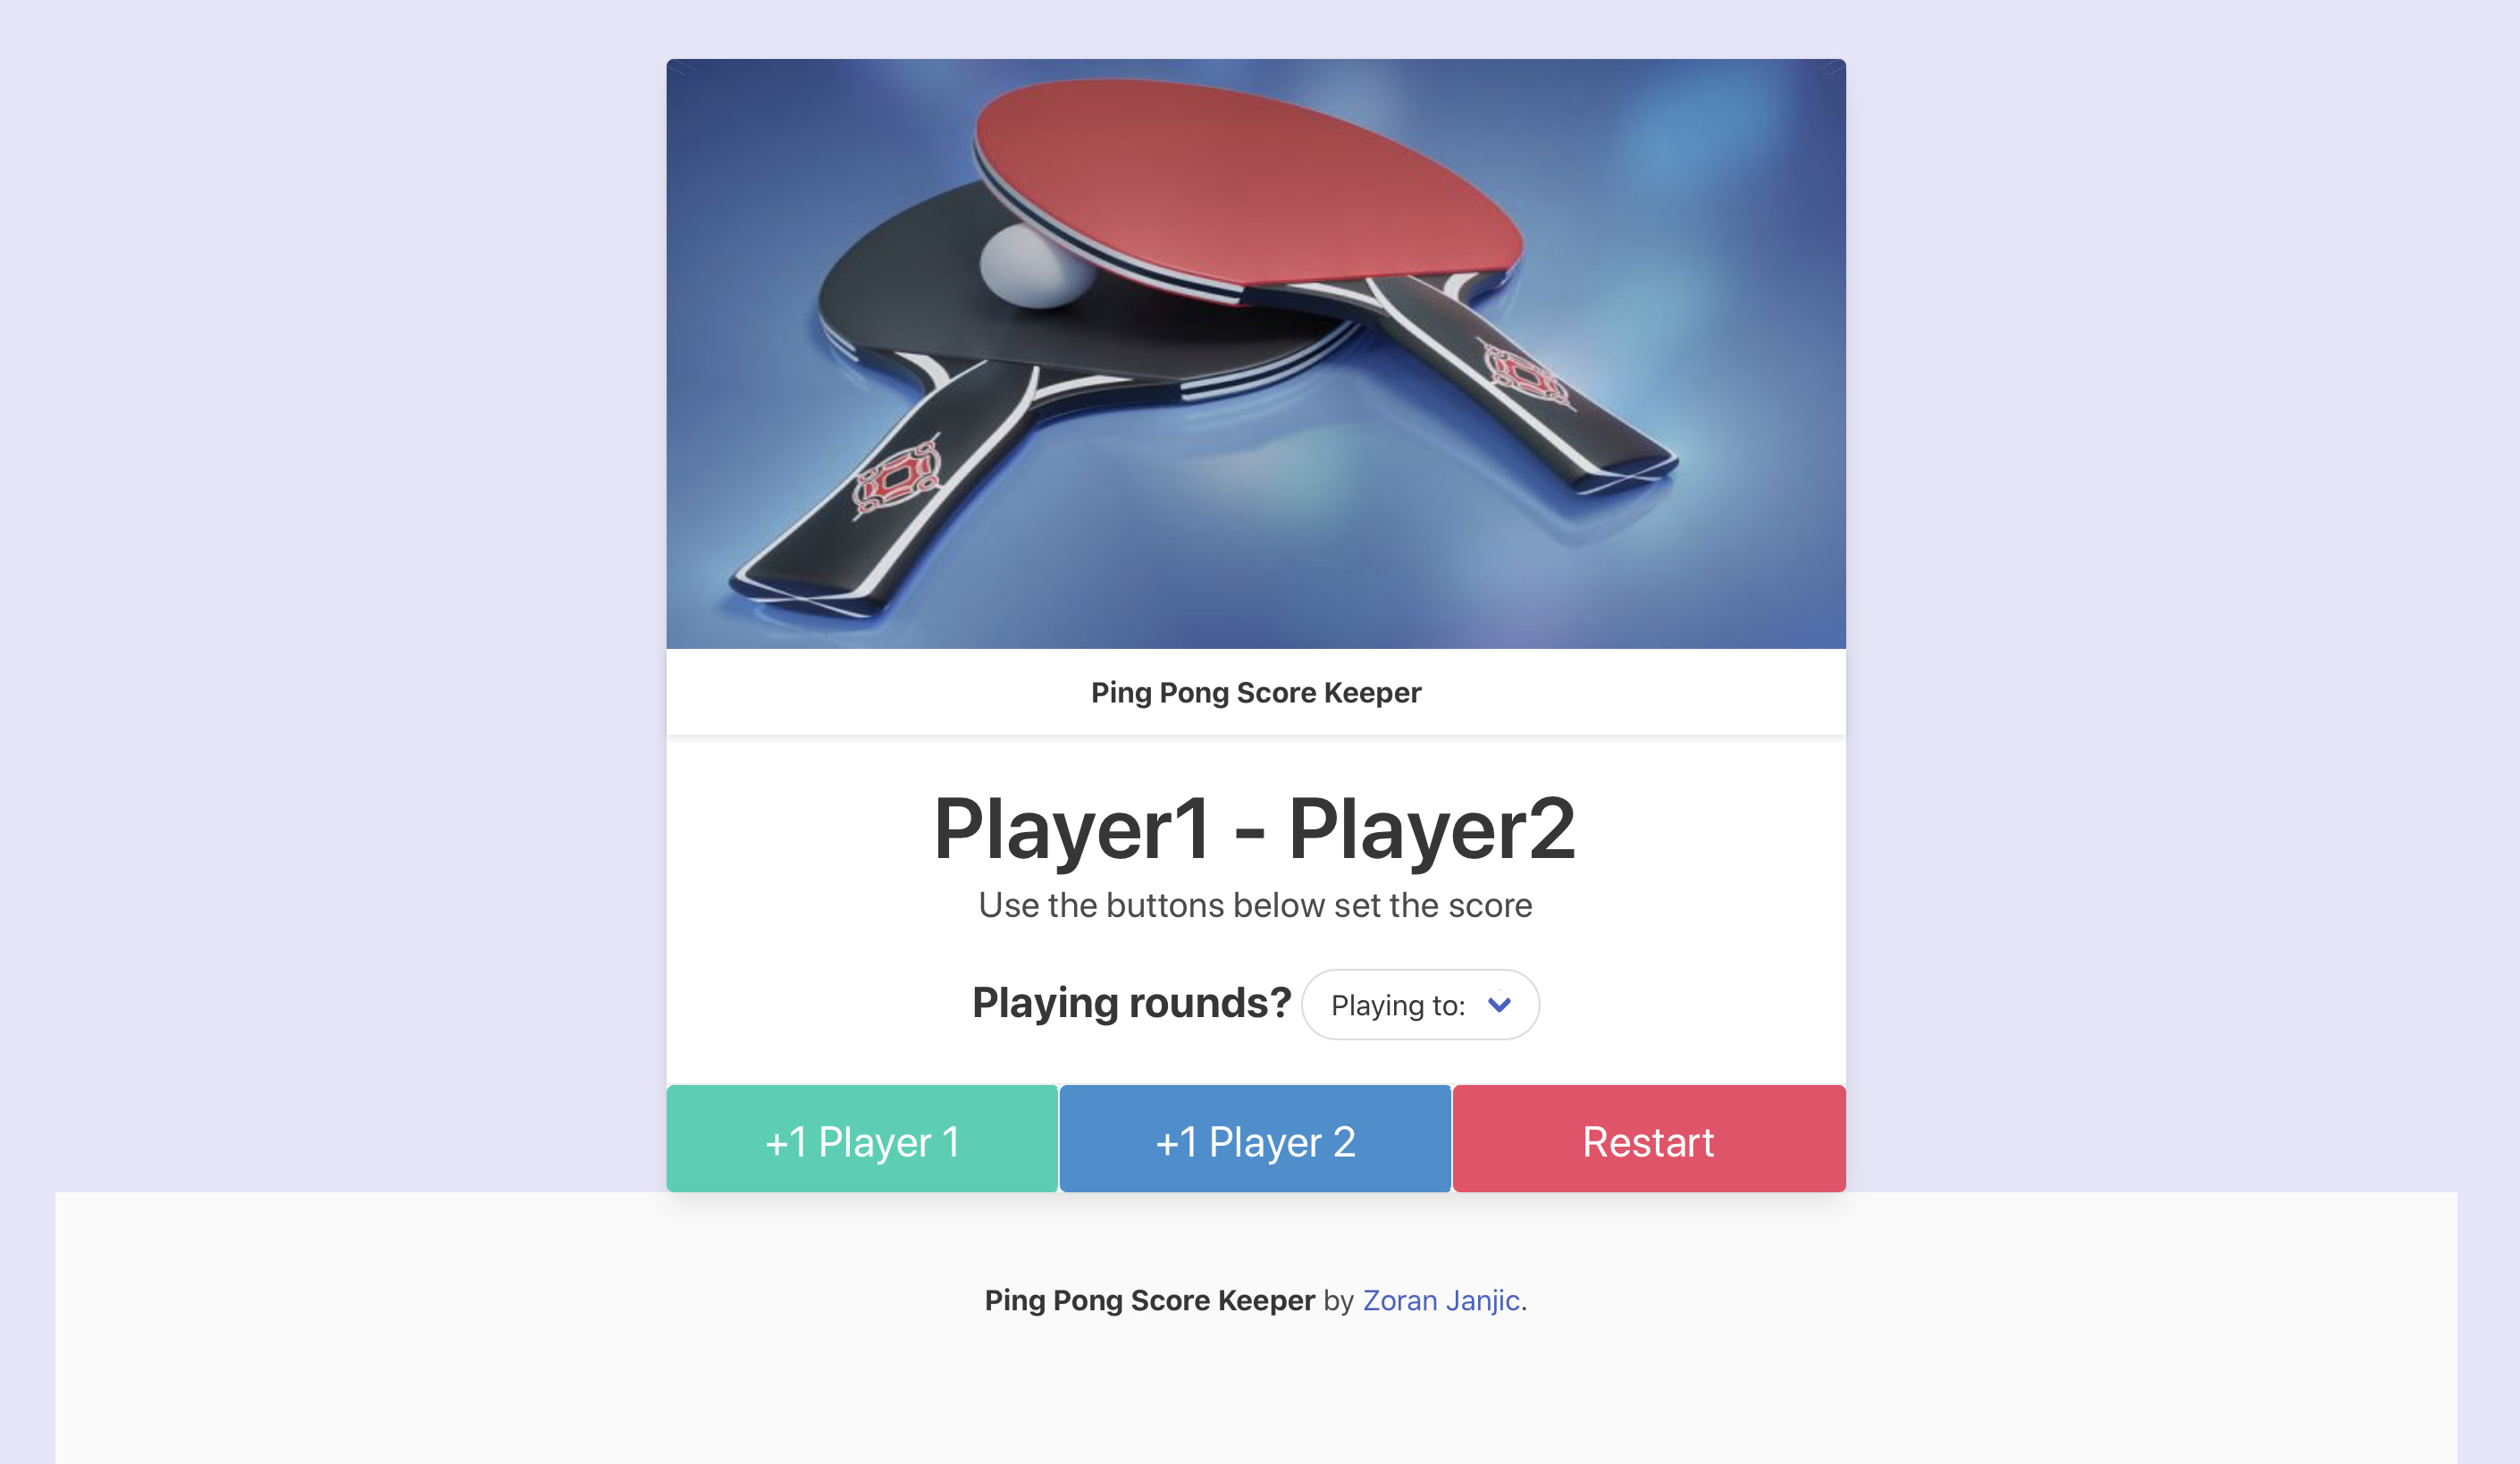 Ping Pong Score Keeper
Player1 - Player2
Use the buttons below set the score
Playing rounds? Playing to:
+1 Player 1 +1 Player 2 Restart
Ping Pong Score Keeper by Zoran Janjic.